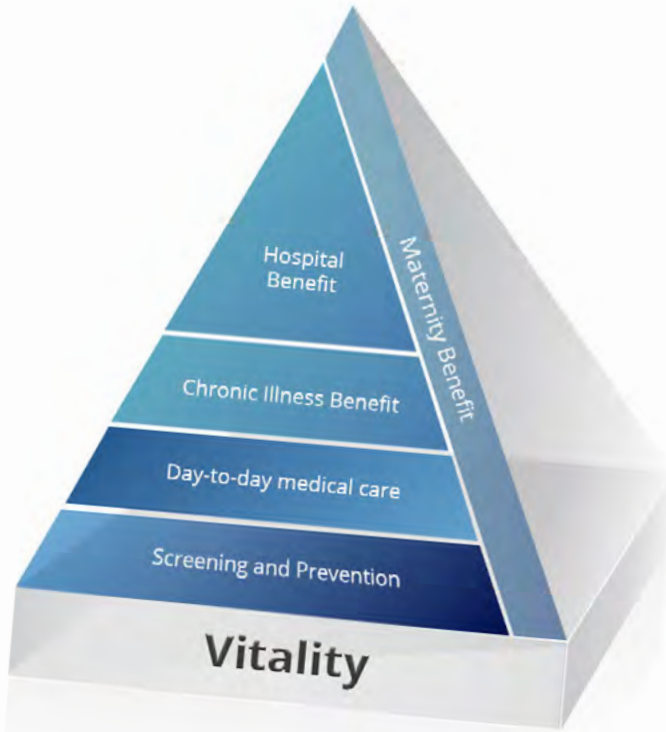 Hospital
Benefit
Maternity Benefit
Chronic Illness Benefit
Day-to-day medical care
Screening and Prevention
Vitality